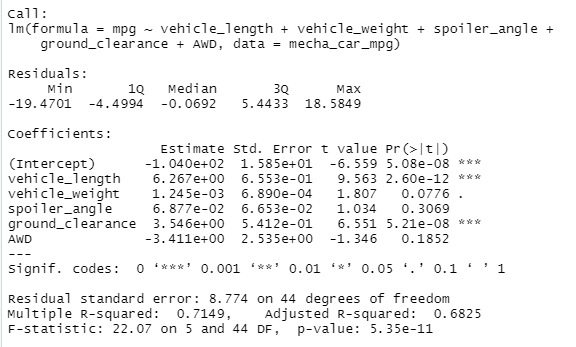 Call:
lm(formula = mpg ~ vehicle_length + vehicle_weight + spoiler_angle +
    ground_clearance + AWD, data = mecha_car_mpg)

Residuals:
     Min       1Q   Median       3Q      Max
-19.4701  -4.4994  -0.0692   5.4433  18.5849

Coefficients:
                   Estimate Std. Error t value Pr(>|t|)
(Intercept)      -1.040e+02  1.585e+01  -6.559 5.08e-08 ***
vehicle_length    6.267e+00  6.553e-01   9.563 2.60e-12 ***
vehicle_weight    1.245e-03  6.890e-04   1.807   0.0776 .
spoiler_angle     6.877e-02  6.653e-02   1.034   0.3069
ground_clearance  3.546e+00  5.412e-01   6.551 5.21e-08 ***
AWD              -3.411e+00  2.535e+00  -1.346   0.1852
---
Signif. codes:  0 ‘***’ 0.001 ‘**’ 0.01 ‘*’ 0.05 ‘.’ 0.1 ‘ ’ 1

Residual standard error: 8.774 on 44 degrees of freedom
Multiple R-squared:  0.7149,    Adjusted R-squared:  0.6825
F-statistic: 22.07 on 5 and 44 DF,  p-value: 5.35e-11